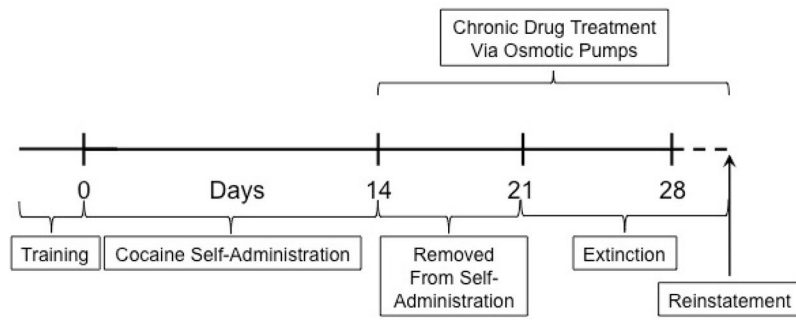 Chronic Drug Treatment
Via Osmotic Pumps
0
Days
14
21
28
Training
Cocaine Self-Administration
Removed
From Self-
Administration
Extinction
Reinstatement